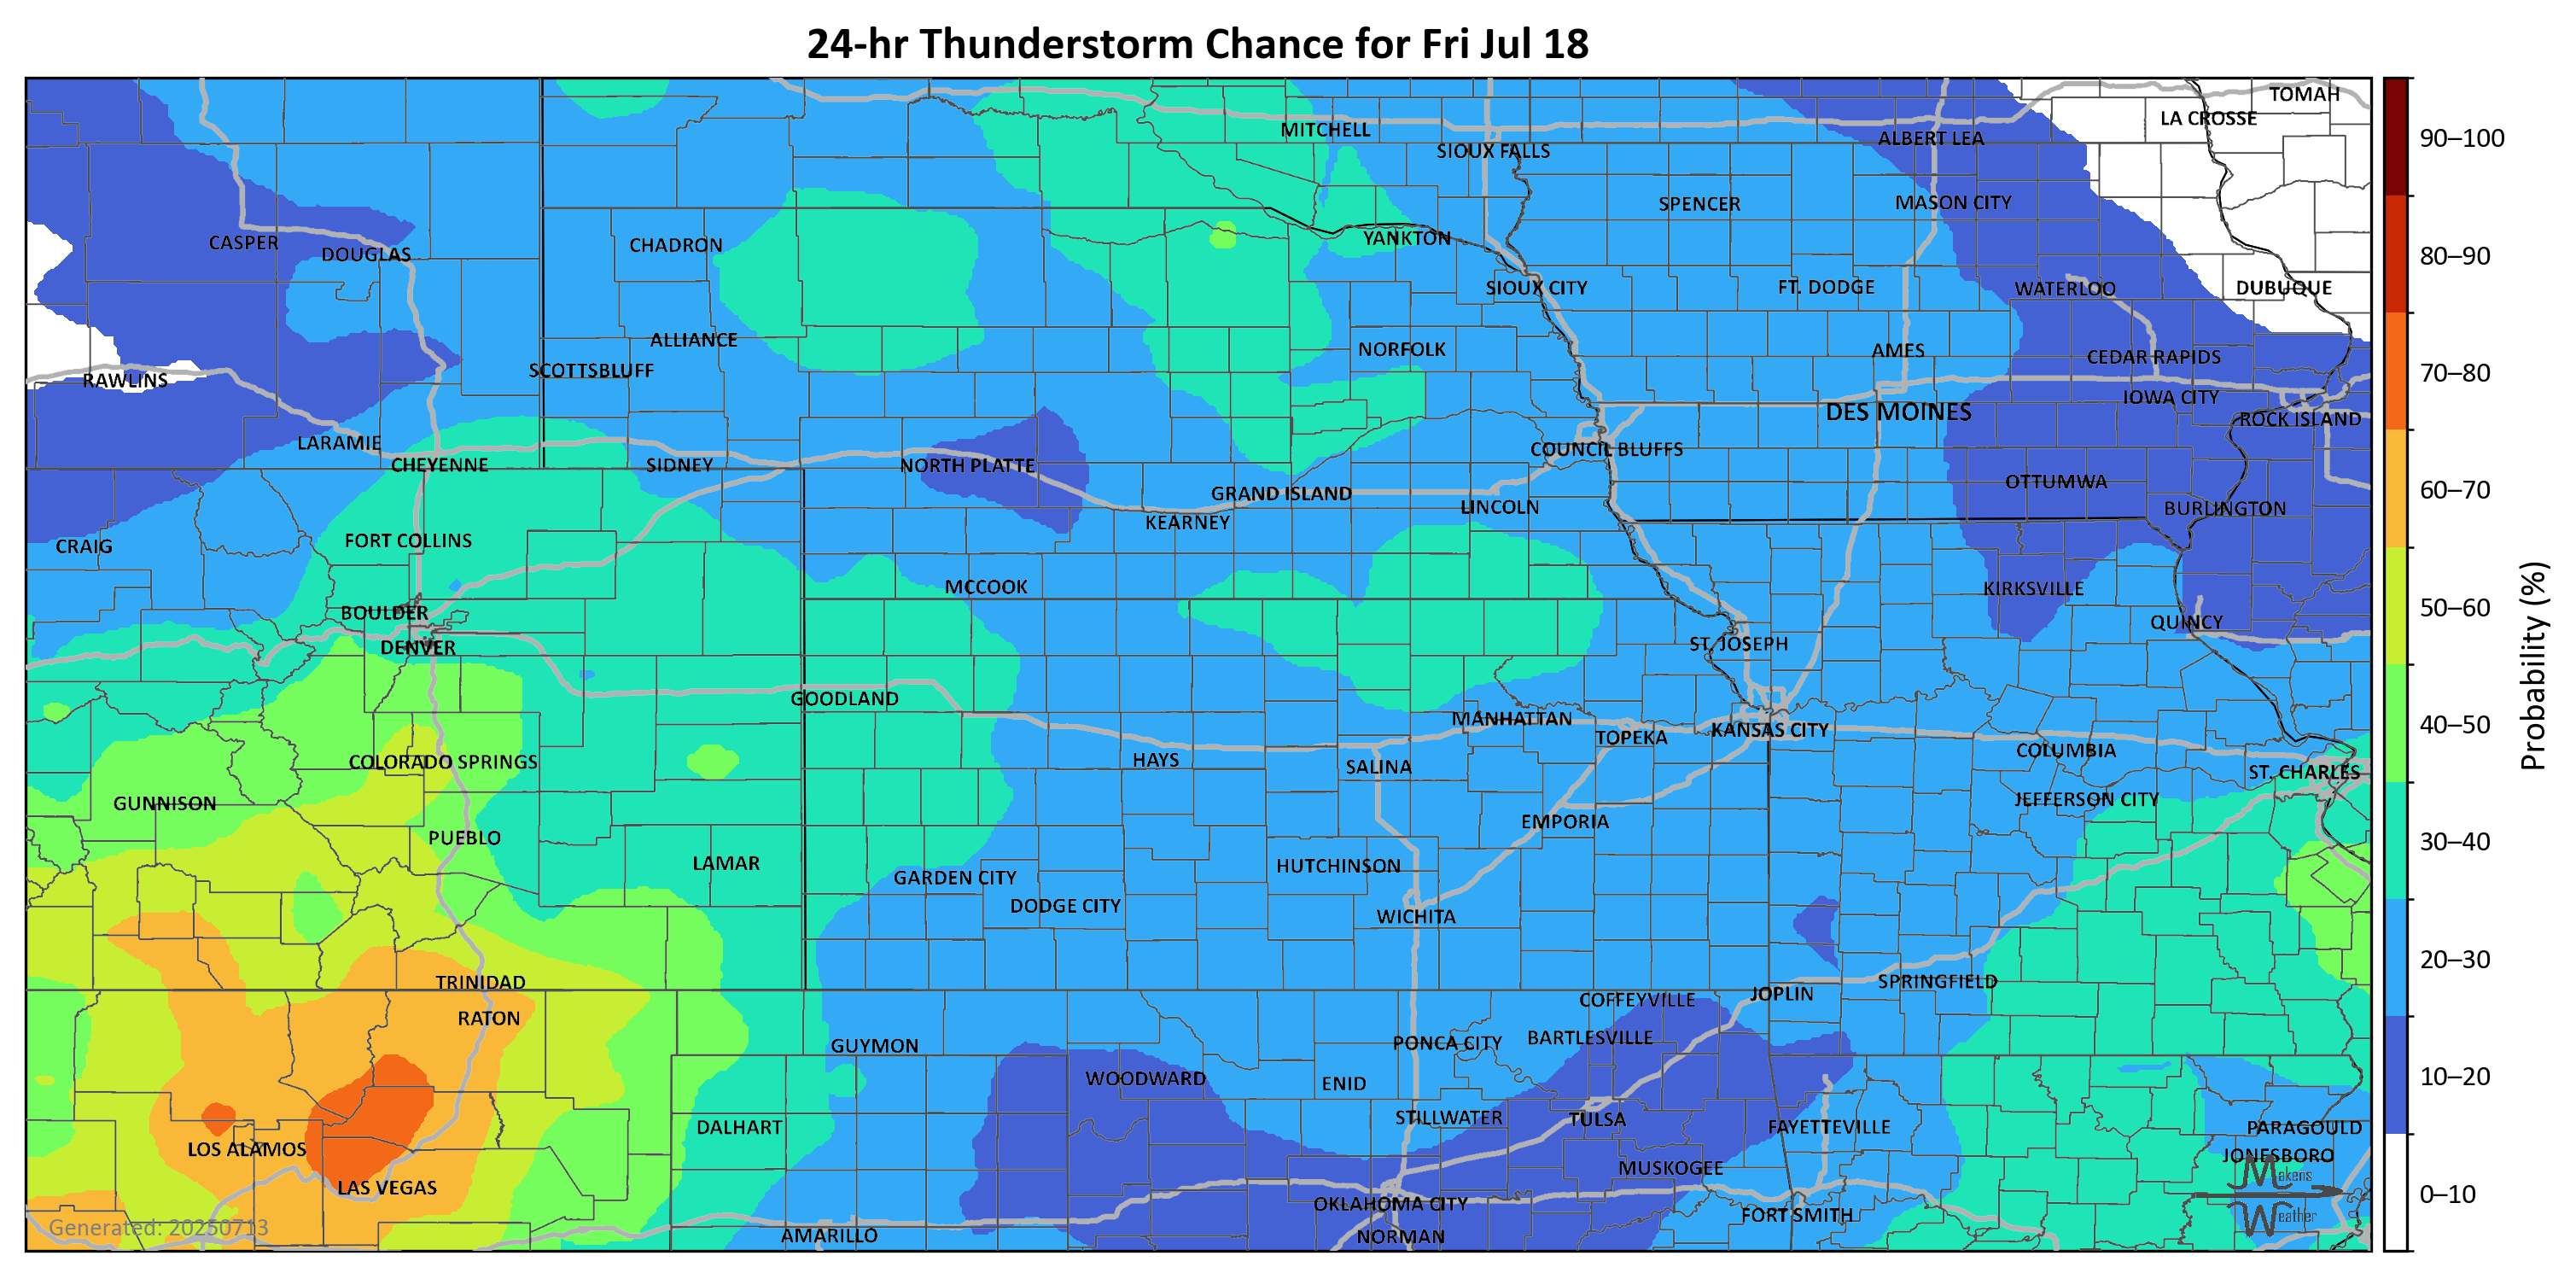 24-hr Thunderstorm Chance for Fri Jul 18
TOMAH
LA CROSSE
MITCHELL
ALBERT LEA
SIOUX FALLS
SPENCER
MASON CITY
CASPER
DOUGLAS
CHADRON
YANKTON
SIOUX CITY
FT. DODGE
WATERLOO
DUBUQUE
ALLIANCE
NORFOLK
AMES
CEDAR RAPIDS
RAWLINS
SCOTTSBLUFF
IOWA CITY
DES MOINES
ROCK ISLAND
LARAMIE
COUNCIL BLUFFS
CHEYENNE
SIDNEY
NORTH PLATTE
GRAND ISLAND
OTTUMWA
LINCOLN
BURLINGTON
KEARNEY
CRAIG
FORT COLLINS
MCCOOK
KIRKSVILLE
BOULDER
QUINCY
DENVER
ST. JOSEPH
GOODLAND
MANHATTAN
TOPEKA
KANSAS CITY
COLUMBIA
COLORADO SPRINGS
HAYS
SALINA
ST. CHARLES
GUNNISON
JEFFERSON CITY
PUEBLO
EMPORIA
LAMAR
HUTCHINSON
GARDEN CITY
DODGE CITY
WICHITA
TRINIDAD
SPRINGFIELD
JOPLIN
RATON
COFFEYVILLE
GUYMON
PONCA CITY
BARTLESVILLE
WOODWARD
ENID
DALHART
STILLWATER
TULSA
FAYETTEVILLE
PARAGOULD
LOS ALAMOS
JONESBORO
MUSKOGEE
LAS VEGAS
OKLAHOMA CITY
FORT SMITH
AMARILLO
NORMAN
Makens
Weather
Generated: 20250713
90–100
80–90
70–80
60–70
50–60
40–50
30–40
20–30
10–20
0–10
Probability (%)